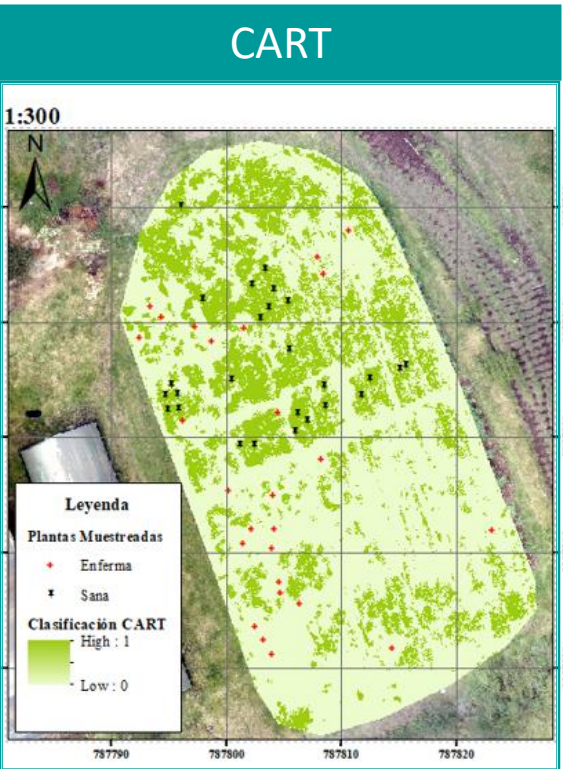 CART
1:300
N
Leyenda
Plantas Muestreadas
Enferma
Sana
Clasificación CART
High : 1
Low : 0
787790 787800 787810 787820